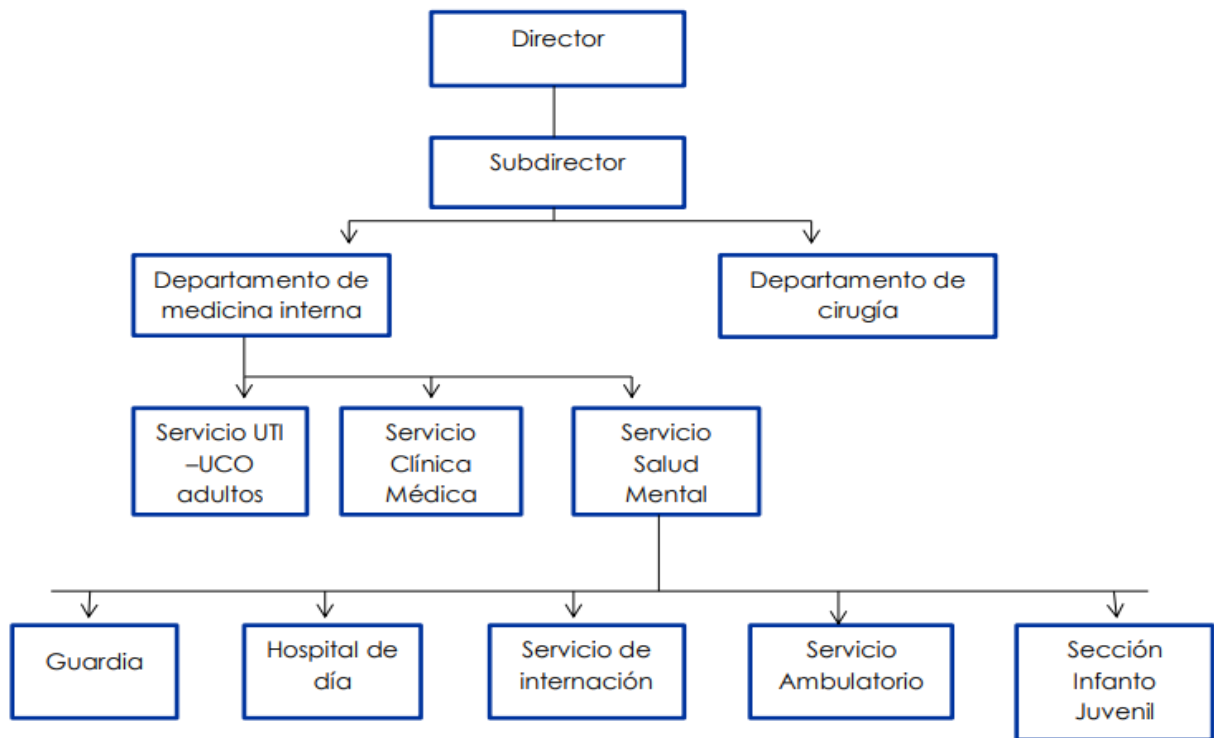 Director
Subdirector
Departamento de
medicina interna
Departamento de
cirugía
Servicio UTI
–UCO
adultos
Servicio
Clínica
Médica
Servicio
Salud
Mental
Guardia
Hospital de
día
Servicio de
internación
Servicio
Ambulatorio
Sección
Infanto
Juvenil